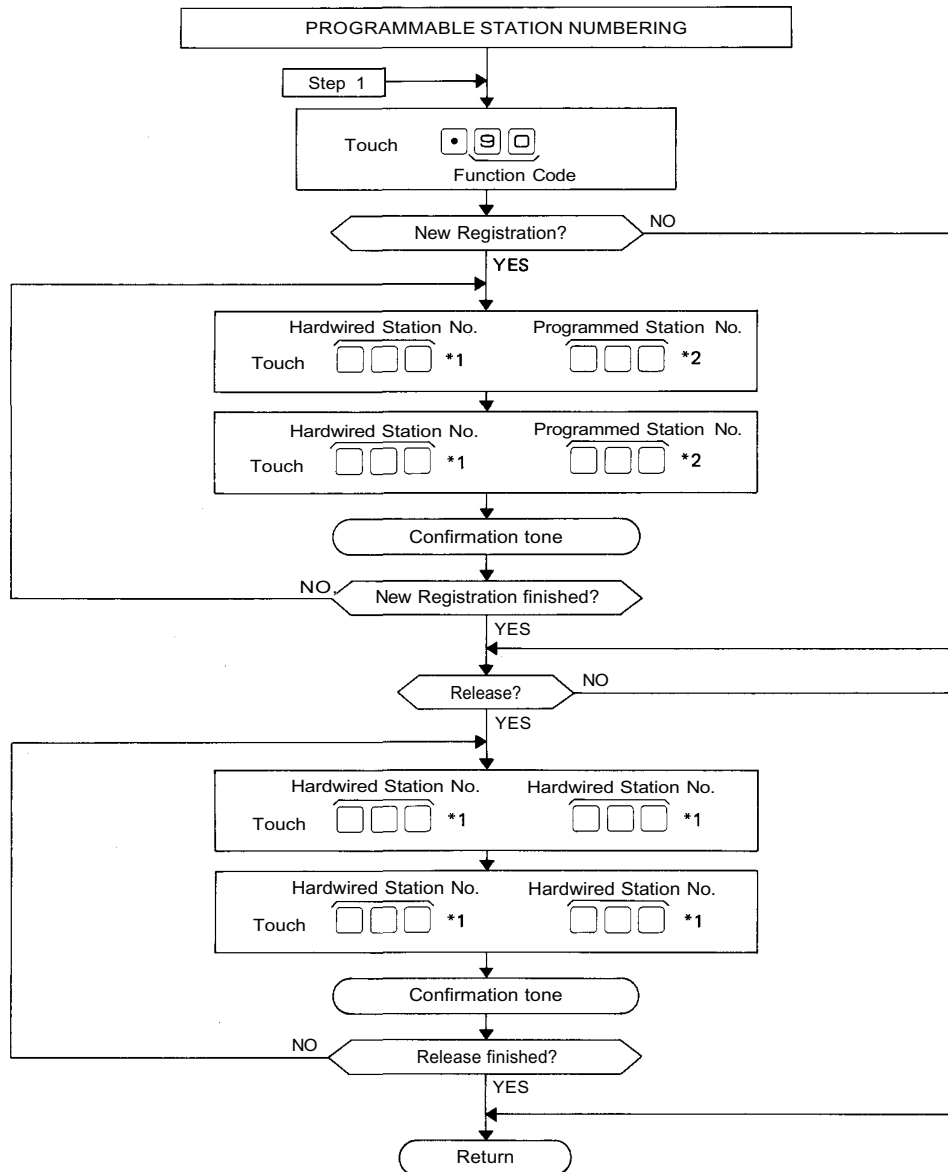 PROGRAMMABLE STATION NUMBERING
Step 1
Touch • 9 0
Function Code
New Registration? NO
YES
Hardwired Station No. Programmed Station No.
Touch *1 *2
Hardwired Station No. Programmed Station No.
Touch *1 *2
Confirmation tone
NO,
New Registration finished?
YES
Release? NO
YES
Hardwired Station No. Hardwired Station No.
Touch *1 *1
Hardwired Station No. Hardwired Station No.
Touch *1 *1
Confirmation tone
NO
Release finished?
YES
Return